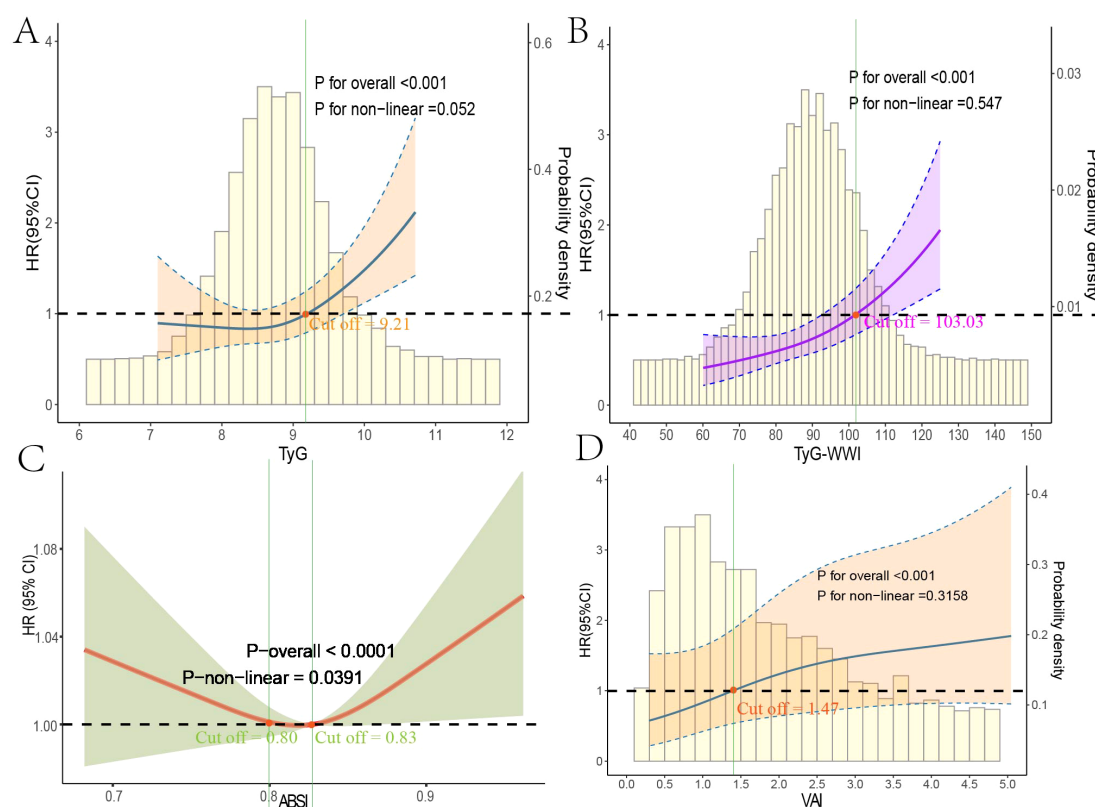 A
HR(95%CI)
4
3
2
1
0
P for overall <0.001
P for non-linear =0.052
Cut off = 9.21
0.6
0.4
0.2
Probability density
6 7 8 9 10 11 12
TyG
B
HR(95%CI)
4
3
2
1
0
P for overall <0.001
P for non-linear =0.547
Cut off = 103.03
0.03
0.02
0.01
Probability density
40 50 60 70 80 90 100 110 120 130 140 150
TyG-WWI
C
HR (95% CI)
1.08
1.04
1.00
P-overall < 0.0001
P-non-linear = 0.0391
Cut off = 0.80
Cut off = 0.83
0.7 0.8 0.9
ABSI
D
HR(95%CI)
4
3
2
1
0
P for overall <0.001
P for non-linear =0.3158
Cut off = 1.47
0.4
0.3
0.2
0.1
Probability density
0.0 0.5 1.0 1.5 2.0 2.5 3.0 3.5 4.0 4.5 5.0
VAI